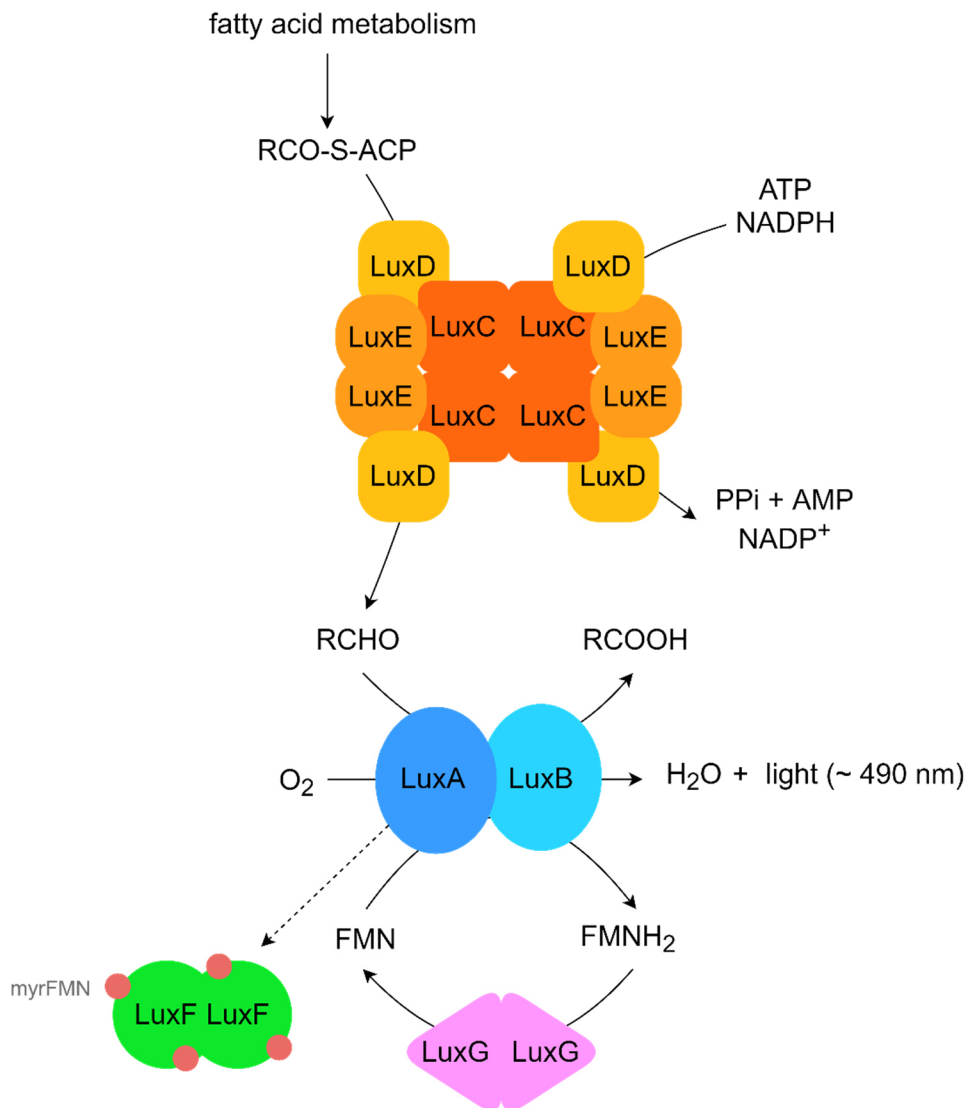 fatty acid metabolism
RCO-S-ACP
ATP
NADPH
LuxD
LuxD
LuxC
LuxC
LuxE
LuxE
LuxE
LuxE
LuxC
LuxC
LuxD
LuxD
PPi + AMP
NADP⁺
RCHO
RCOOH
O₂
LuxA
LuxB
H₂O + light (~ 490 nm)
FMN
FMNH₂
myrFMN
LuxF LuxF
LuxG LuxG